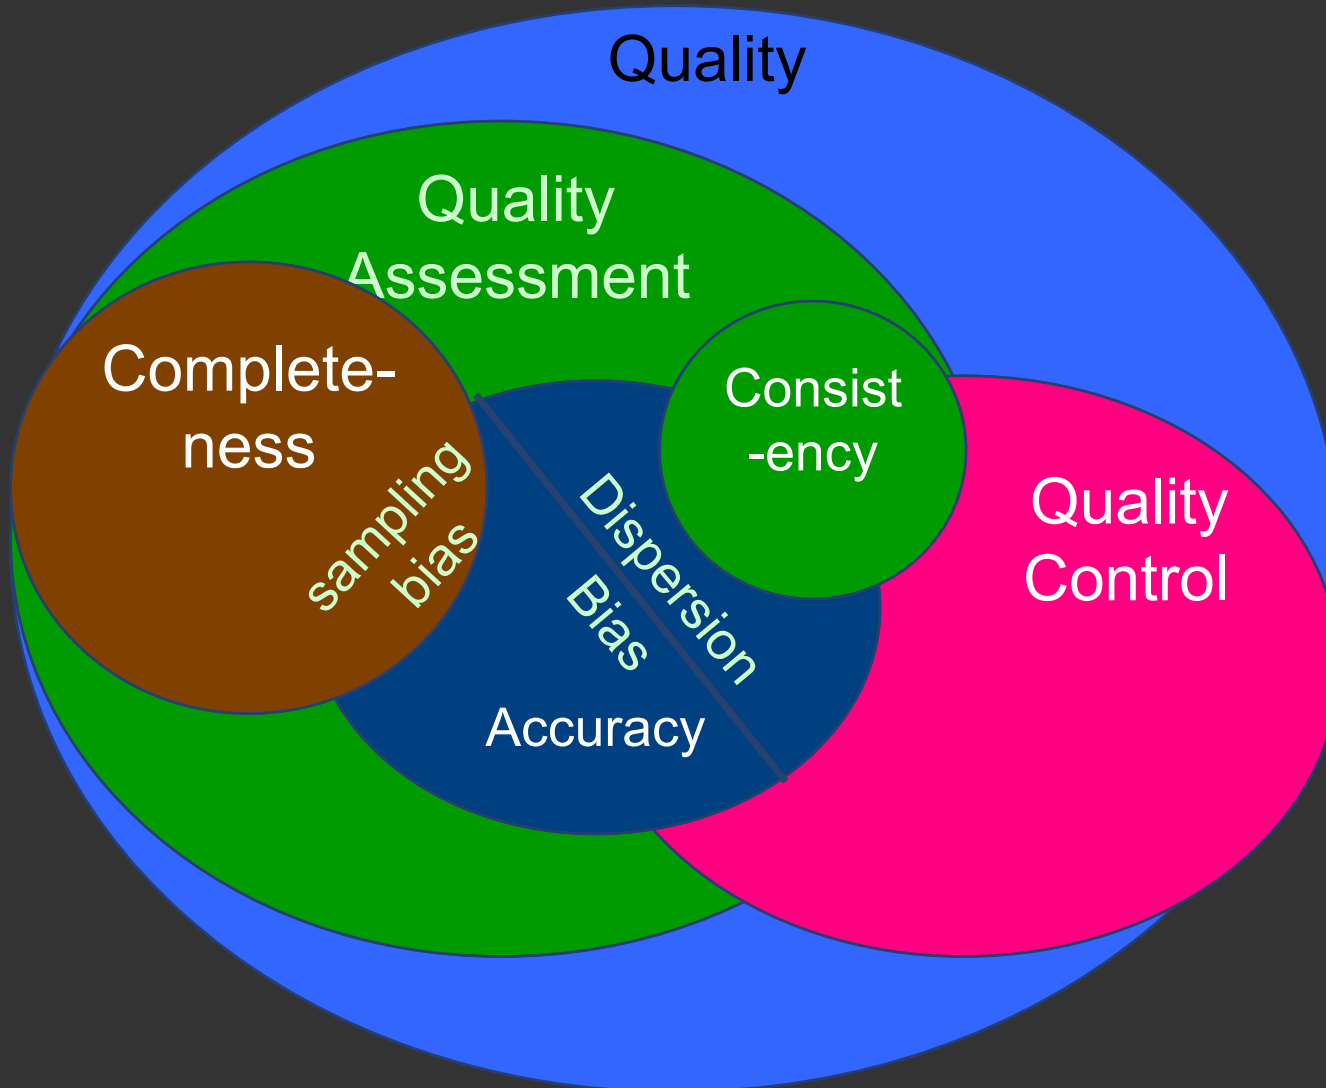 Quality
Quality
Assessment
Complete-
ness
sampling
bias
Consist
-ency
Dispersion
Bias
Accuracy
Quality
Control